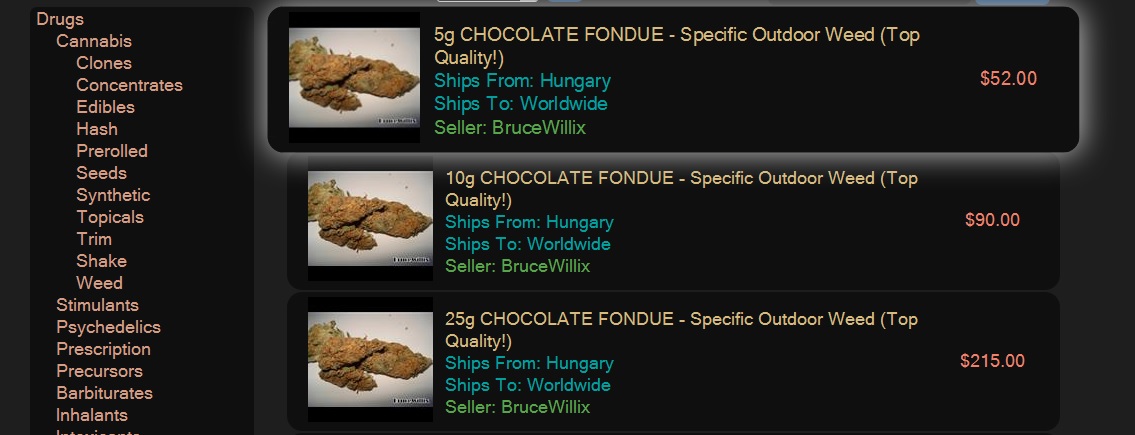 Drugs
Cannabis
Clones
Concentrates
Edibles
Hash
Prerolled
Seeds
Synthetic
Topicals
Trim
Shake
Weed
Stimulants
Psychedelics
Prescription
Precursors
Barbiturates
Inhalants
5g CHOCOLATE FONDUE - Specific Outdoor Weed (Top
Quality!)
Ships From: Hungary
Ships To: Worldwide
Seller: BruceWillix
$52.00
BruceWillix
10g CHOCOLATE FONDUE - Specific Outdoor Weed (Top
Quality!)
Ships From: Hungary
Ships To: Worldwide
Seller: BruceWillix
$90.00
BruceWillix
25g CHOCOLATE FONDUE - Specific Outdoor Weed (Top
Quality!)
Ships From: Hungary
Ships To: Worldwide
Seller: BruceWillix
$215.00
BruceWillix